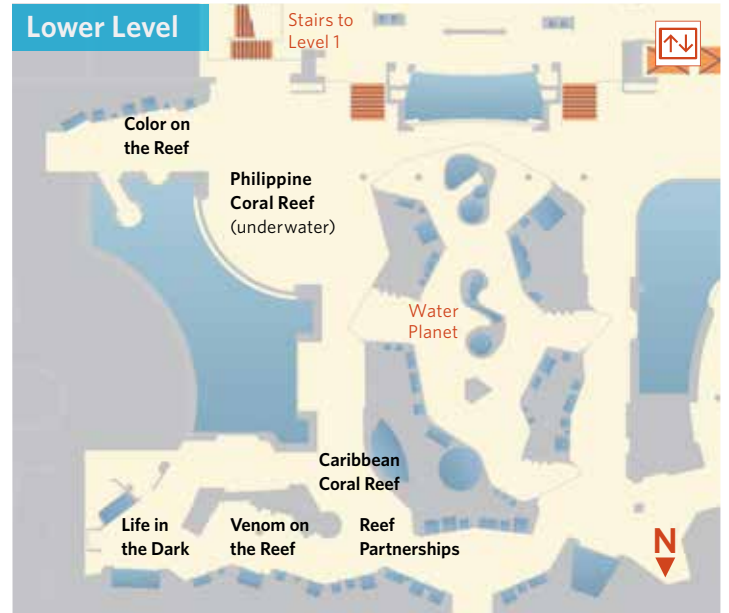 Lower Level
Stairs to
Level 1
Color on
the Reef
Philippine
Coral Reef
(underwater)
Water
Planet
Caribbean
Coral Reef
Life in
the Dark
Venom on
the Reef
Reef
Partnerships
N